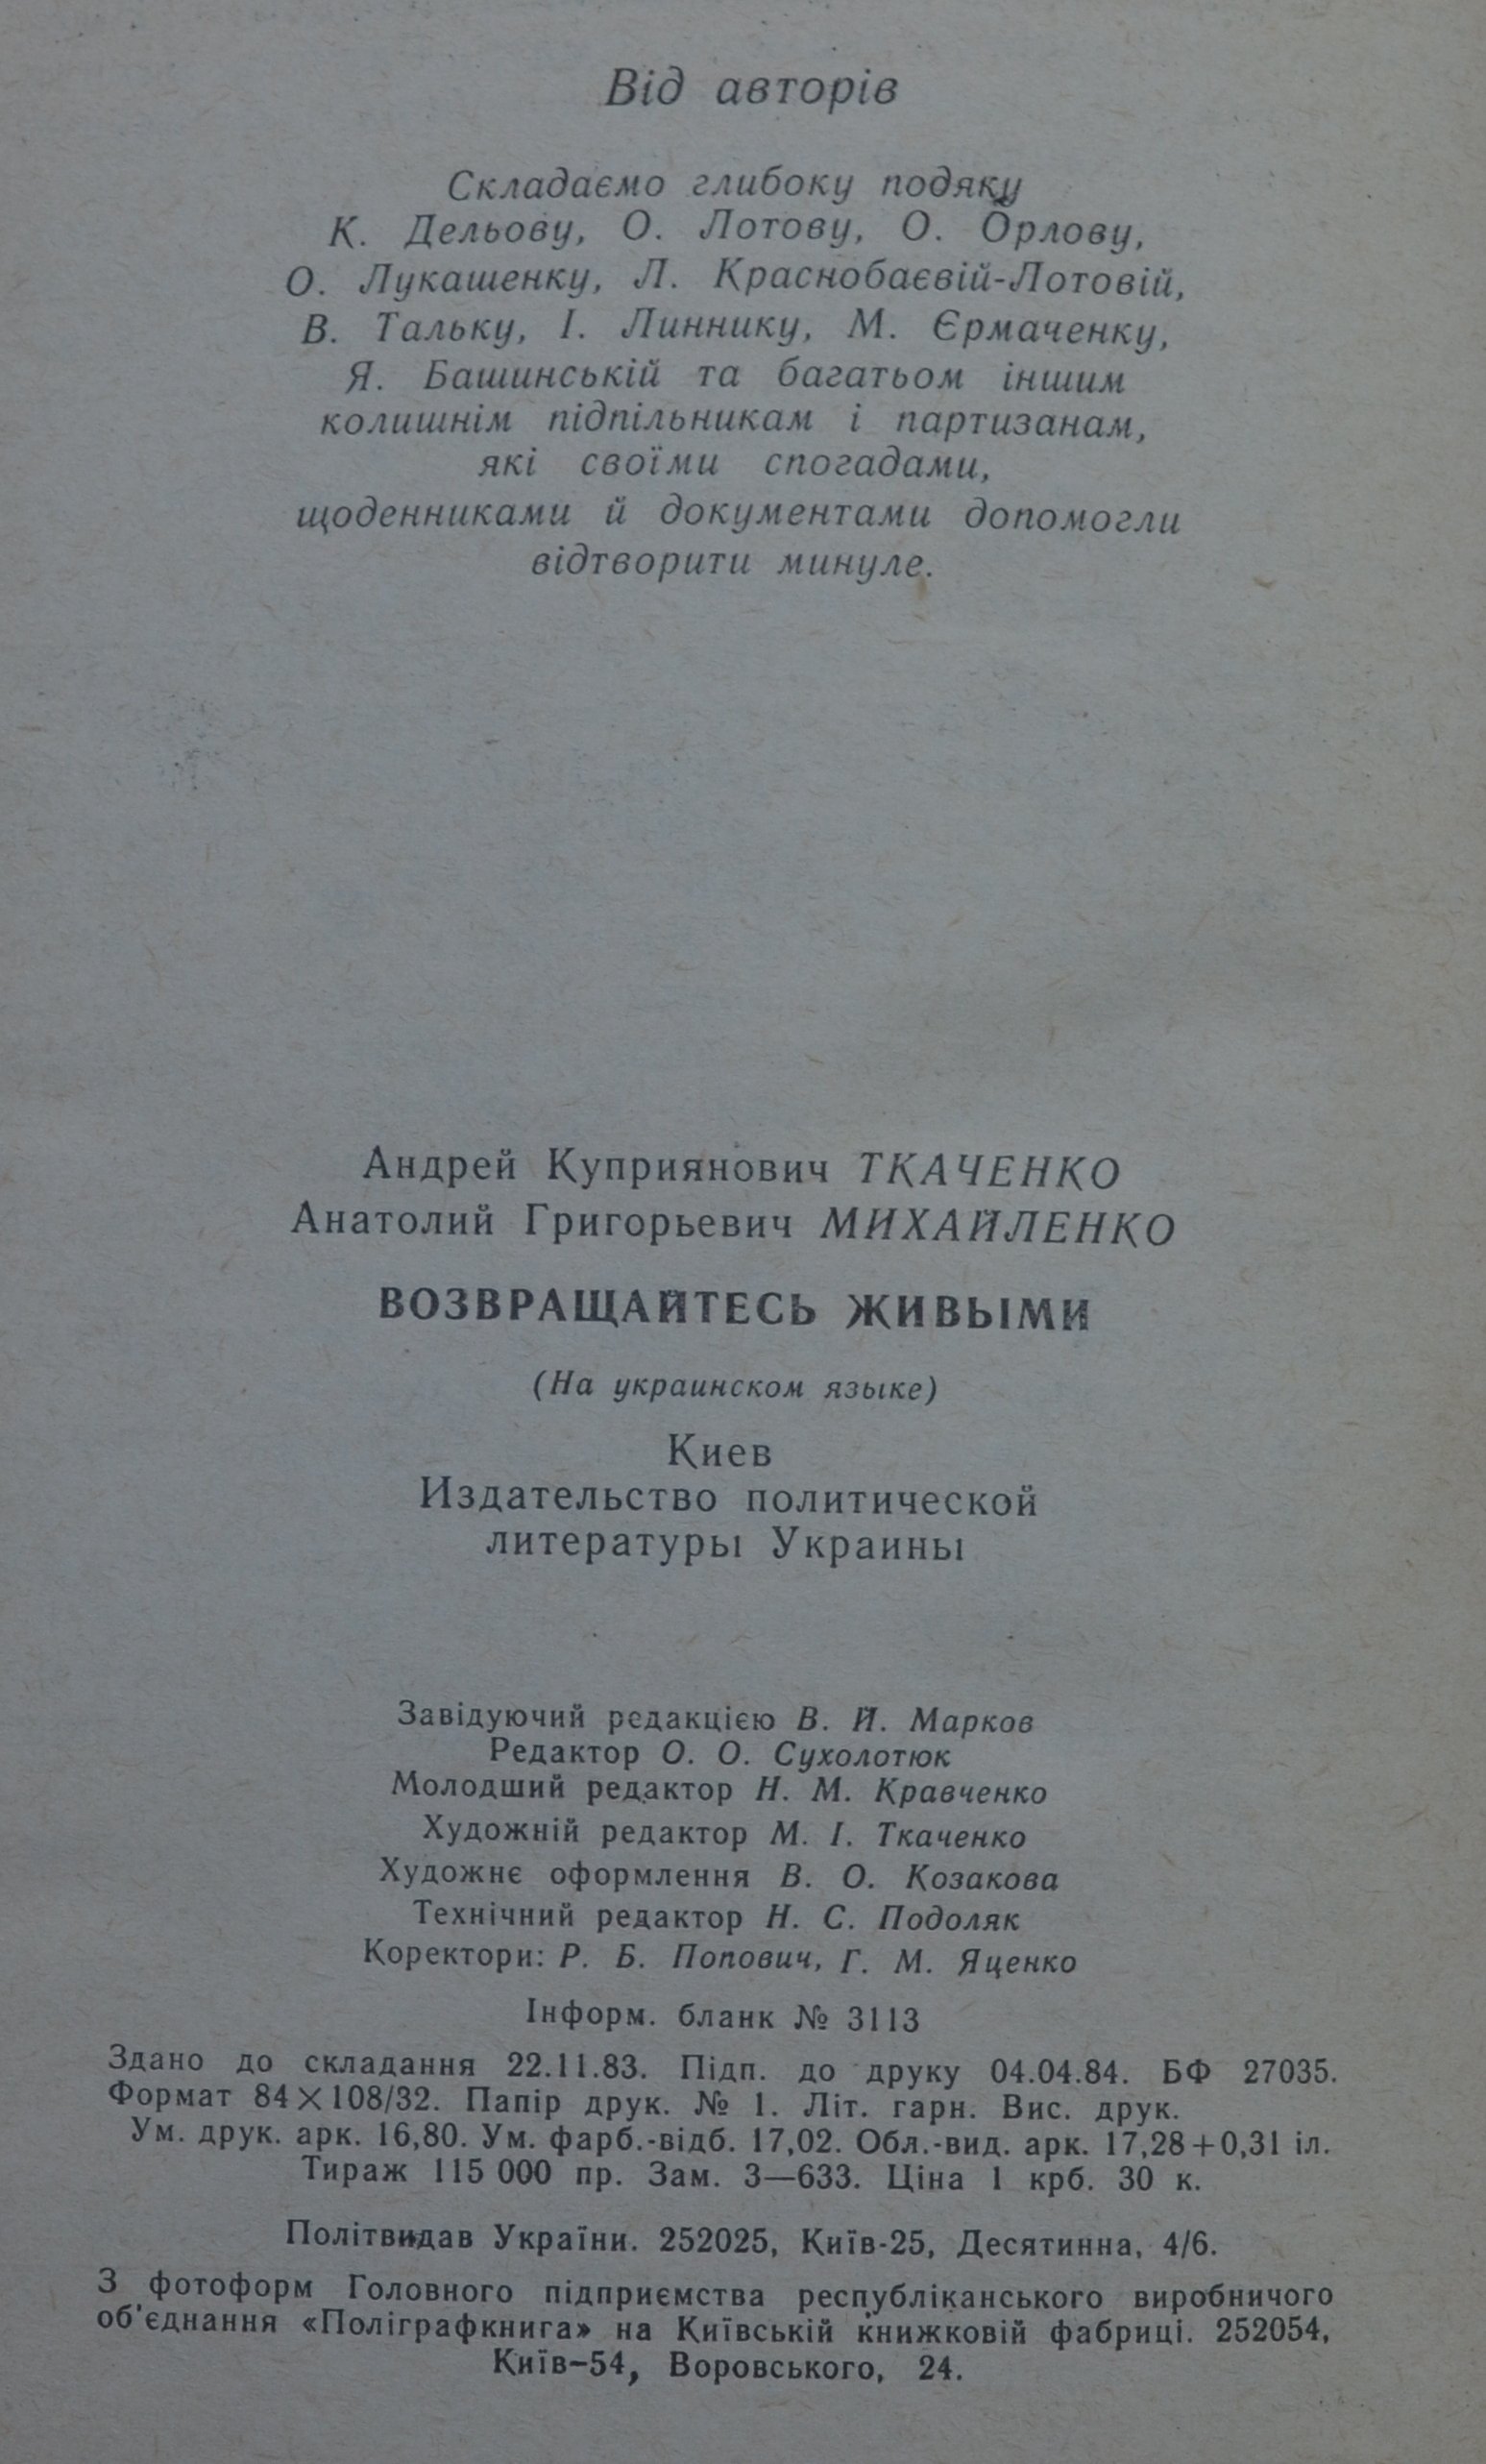 Від авторів
Складаємо глибоку подяку
К. Дельову, О. Лотову, О. Орлову,
О. Лукашенку, Л. Краснобаєвій-Лотовій,
В. Тальку, І. Линнику, М. Єрмаченку,
Я. Башинській та багатьом іншим
колишнім підпільникам і партизанам,
які своїми спогадами,
щоденниками й документами допомогли
відтворити минуле.
Андрей Куприянович ТКАЧЕНКО
Анатолий Григорьевич МИХАЙЛЕНКО
ВОЗВРАЩАЙТЕСЬ ЖИВЫМИ
(На украинском языке)
Киев
Издательство политической
литературы Украины
Завідуючий редакцією В. Й. Марков
Редактор О. О. Сухолотюк
Молодший редактор Н. М. Кравченко
Художній редактор М. І. Ткаченко
Художнє оформлення В. О. Козакова
Технічний редактор Н. С. Подоляк
Коректори: Р. Б. Попович, Г. М. Яценко
Інформ. бланк № 3113
Здано до складання 22.11.83. Підп. до друку 04.04.84. БФ 27035.
Формат 84×108/32. Папір друк. № 1. Літ. гарн. Вис. друк.
Ум. друк. арк. 16,80. Ум. фарб.-відб. 17,02. Обл.-вид. арк. 17,28+0,31 іл.
Тираж 115 000 пр. Зам. 3—633. Ціна 1 крб. 30 к.
Політвидав України. 252025, Київ-25, Десятинна, 4/6.
З фотоформ Головного підприємства республіканського виробничого
об'єднання «Поліграфкнига» на Київській книжковій фабриці. 252054,
Київ-54, Воровського, 24.